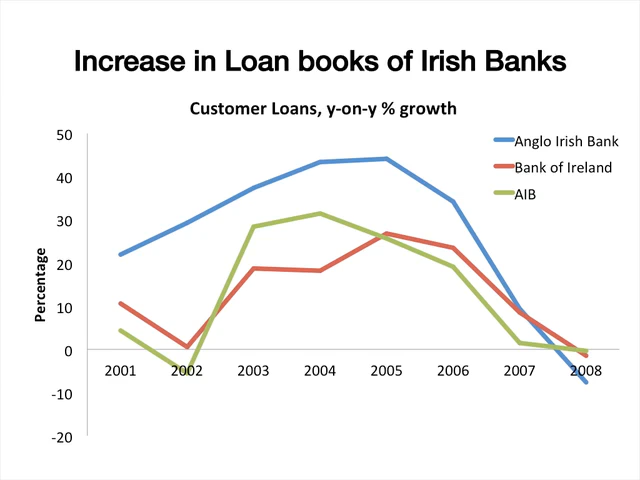 Increase in Loan books of Irish Banks
Customer Loans, y-on-y % growth
50
40
30
20
10
0
-10
-20
Percentage
2001 2002 2003 2004 2005 2006 2007 2008
Anglo Irish Bank
Bank of Ireland
AIB